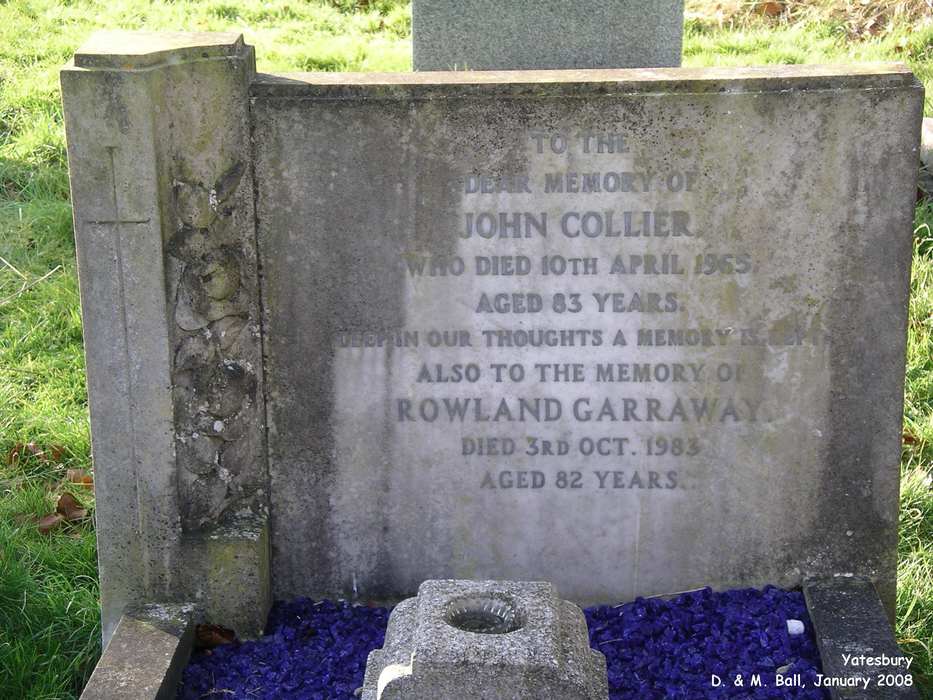 TO THE
DEAR MEMORY OF
JOHN COLLIER
WHO DIED 10TH APRIL 1965,
AGED 83 YEARS.
DEEP IN OUR THOUGHTS A MEMORY IS KEPT
ALSO TO THE MEMORY OF
ROWLAND GARRAWAY.
DIED 3RD OCT. 1983
AGED 82 YEARS.
Yatesbury
D. & M. Ball, January 2008